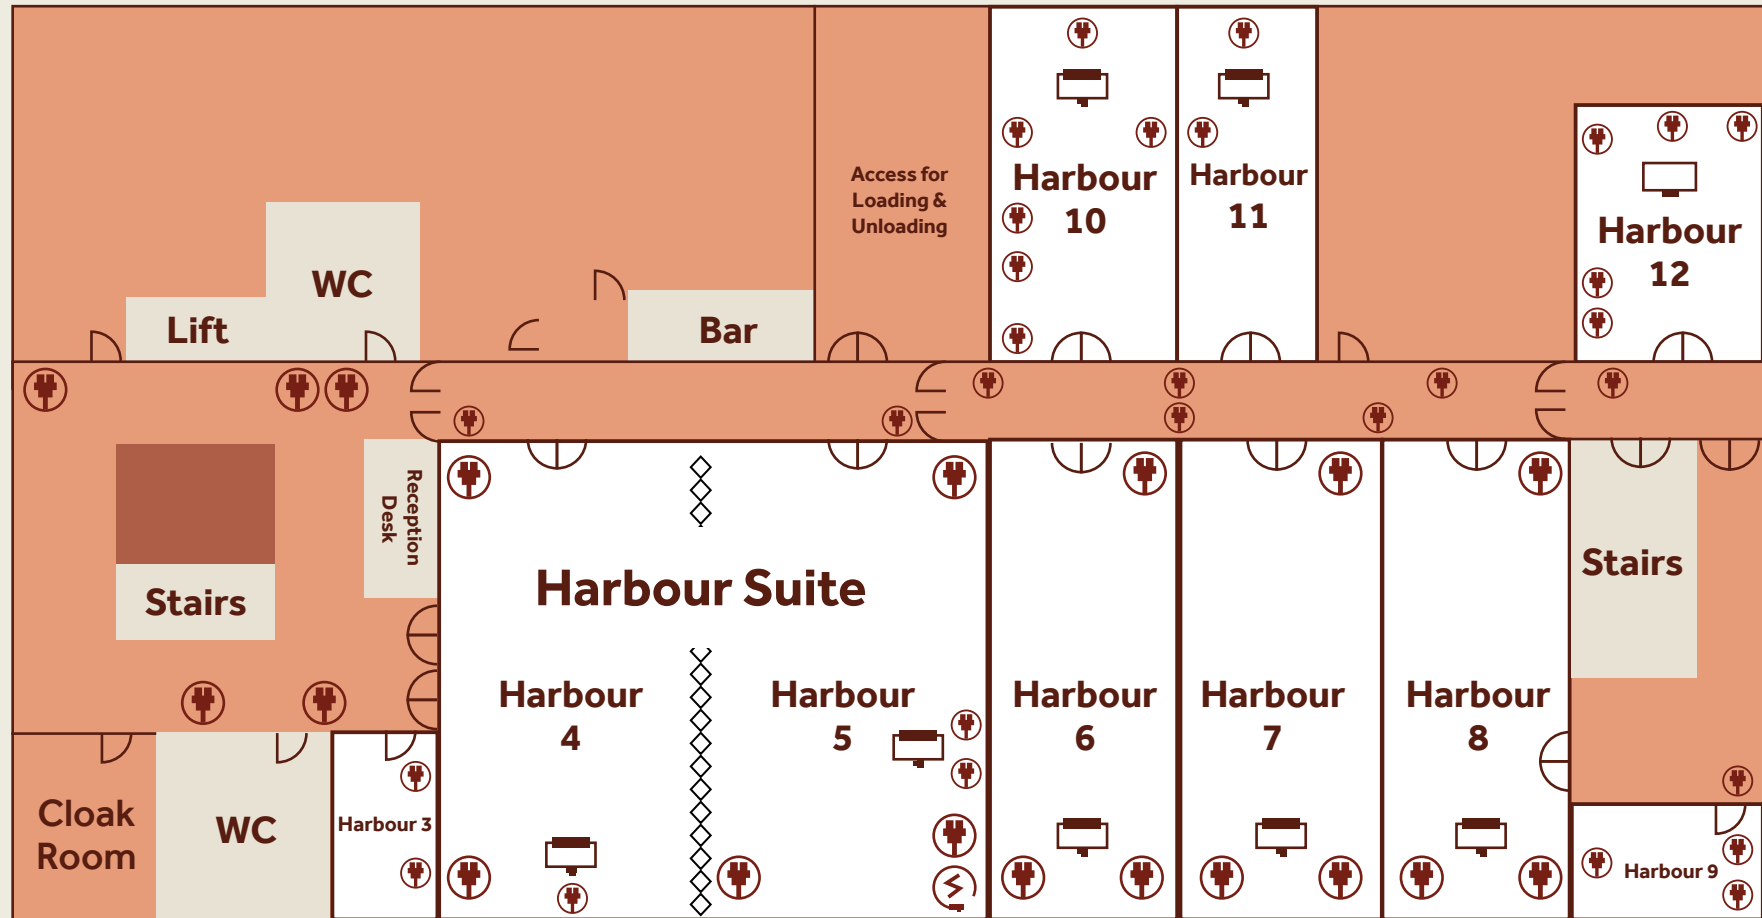 Access for
Loading &
Unloading
Harbour
10
Harbour
11
Harbour
12
WC
Lift
Bar
Reception
Desk
Stairs
Harbour Suite
Stairs
Harbour
4
Harbour
5
Harbour
6
Harbour
7
Harbour
8
Cloak
Room
WC
Harbour 3
Harbour 9